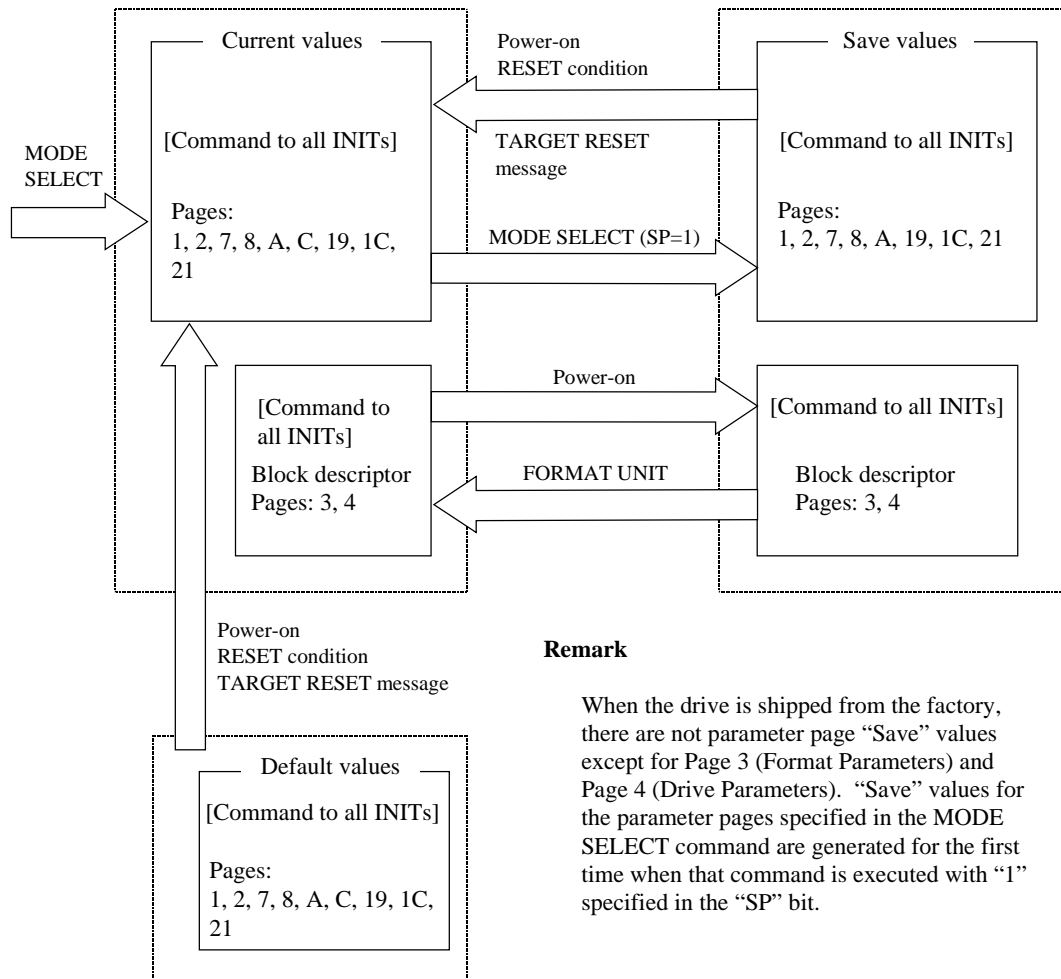 Current values
[Command to all INITs]
Pages:
1, 2, 7, 8, A, C, 19, 1C,
21
MODE
SELECT
Power-on
RESET condition
TARGET RESET
message
MODE SELECT (SP=1)
Save values
[Command to all INITs]
Pages:
1, 2, 7, 8, A, 19, 1C, 21
[Command to
all INITs]
Block descriptor
Pages: 3, 4
Power-on
FORMAT UNIT
[Command to all INITs]
Block descriptor
Pages: 3, 4
Power-on
RESET condition
TARGET RESET message
Default values
[Command to all INITs]
Pages:
1, 2, 7, 8, A, C, 19, 1C,
21
Remark
When the drive is shipped from the factory,
there are not parameter page “Save” values
except for Page 3 (Format Parameters) and
Page 4 (Drive Parameters).  “Save” values for
the parameter pages specified in the MODE
SELECT command are generated for the first
time when that command is executed with “1”
specified in the “SP” bit.